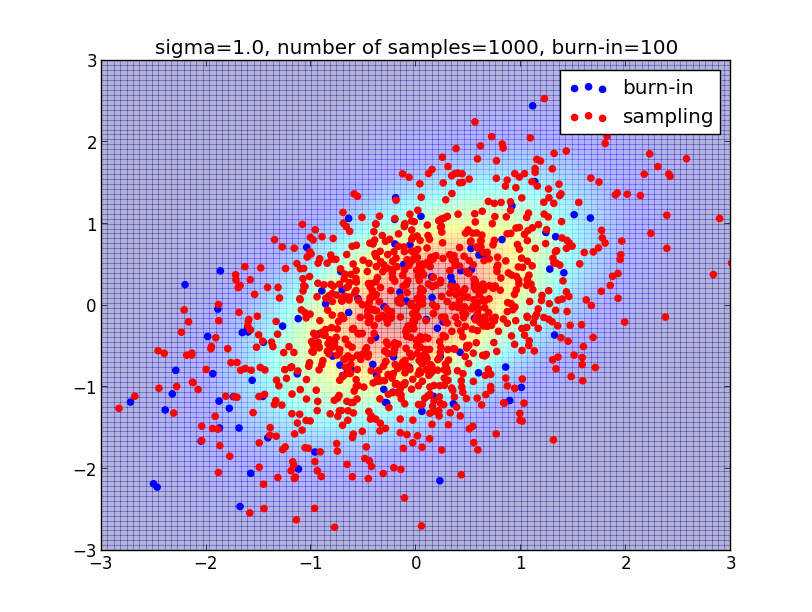 sigma=1.0, number of samples=1000, burn-in=100
burn-in
sampling
3
2
1
0
−1
−2
−3
−3 −2 −1 0 1 2 3